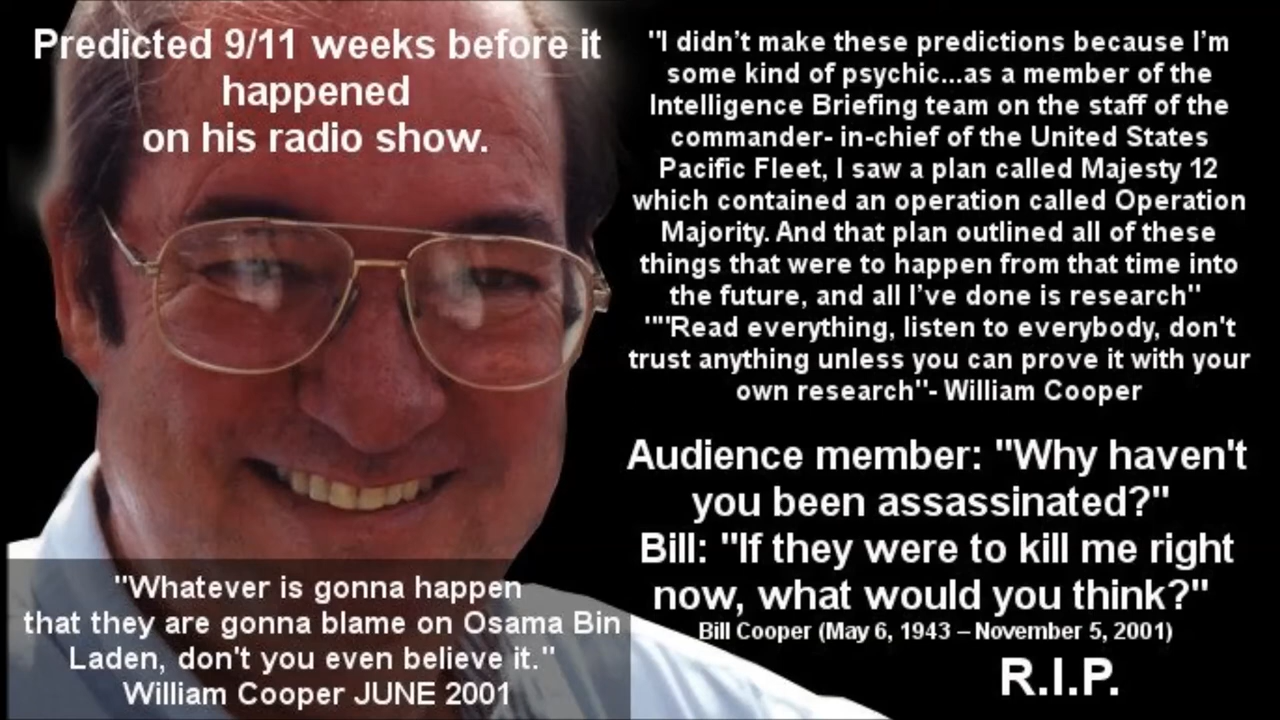 Predicted 9/11 weeks before it
happened
on his radio show.
"Whatever is gonna happen
that they are gonna blame on Osama Bin
Laden, don't you even believe it."
William Cooper JUNE 2001
"I didn’t make these predictions because I’m
some kind of psychic...as a member of the
Intelligence Briefing team on the staff of the
commander- in-chief of the United States
Pacific Fleet, I saw a plan called Majesty 12
which contained an operation called Operation
Majority. And that plan outlined all of these
things that were to happen from that time into
the future, and all I’ve done is research"
""Read everything, listen to everybody, don't
trust anything unless you can prove it with your
own research"- William Cooper
Audience member: "Why haven't
you been assassinated?"
Bill: "If they were to kill me right
now, what would you think?"
Bill Cooper (May 6, 1943 – November 5, 2001)
R.I.P.